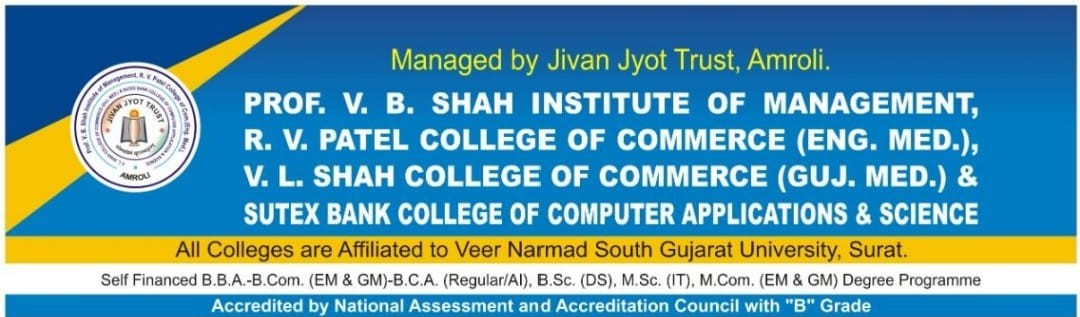 Managed by Jivan Jyot Trust, Amroli.
PROF. V. B. SHAH INSTITUTE OF MANAGEMENT,
R. V. PATEL COLLEGE OF COMMERCE (ENG. MED.),
V. L. SHAH COLLEGE OF COMMERCE (GUJ. MED.) &
SUTEX BANK COLLEGE OF COMPUTER APPLICATIONS & SCIENCE
JIVAN JYOT TRUST
AMROLI
All Colleges are Affiliated to Veer Narmad South Gujarat University, Surat.
Self Financed B.B.A.-B.Com. (EM & GM)-B.C.A. (Regular/AI), B.Sc. (DS), M.Sc. (IT), M.Com. (EM & GM) Degree Programme
Accredited by National Assessment and Accreditation Council with "B" Grade